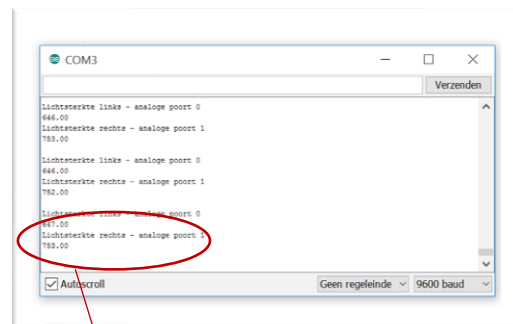 COM3
Verzenden
Lichtsterkte links - analoge poort 0
646.00
Lichtsterkte rechts - analoge poort 1
753.00
Lichtsterkte links - analoge poort 0
646.00
Lichtsterkte rechts - analoge poort 1
752.00
Lichtsterkte links - analoge poort 0
647.00
Lichtsterkte rechts - analoge poort 1
753.00
Autoscroll
Geen regeleinde
9600 baud